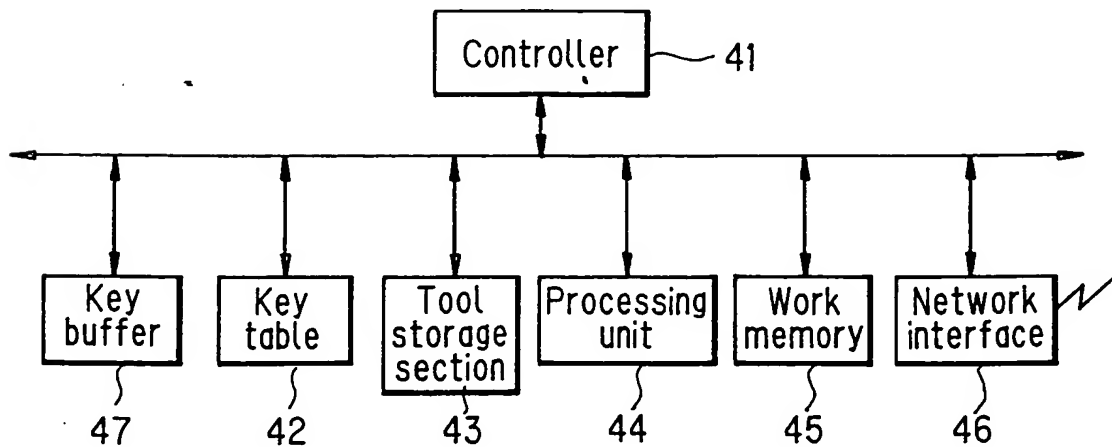 Controller
41
Key
buffer
Key
table
Tool
storage
section
Processing
unit
Work
memory
Network
interface
47
42
43
44
45
46